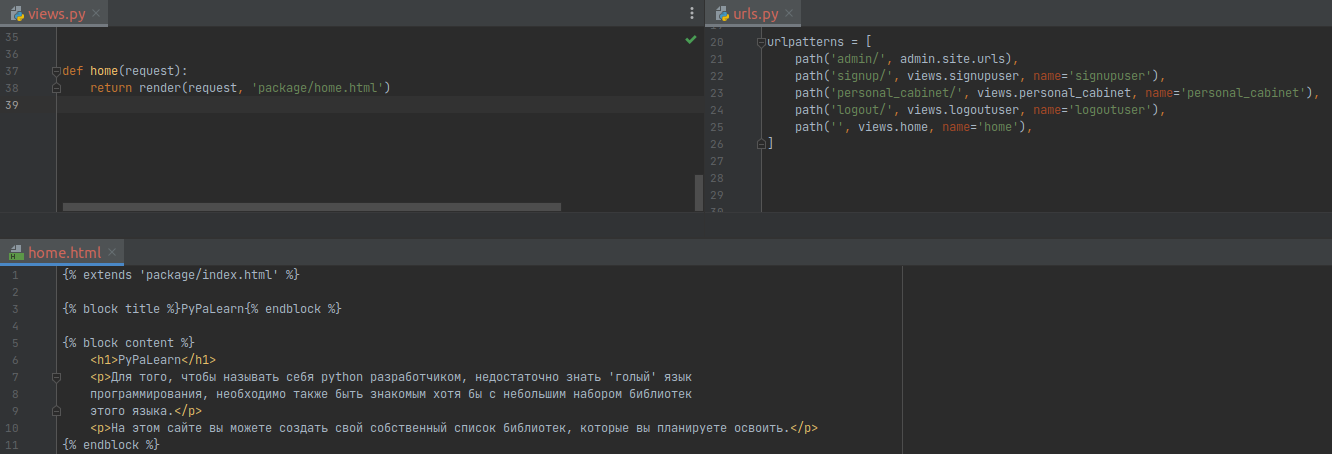 views.py
35
36
37 def home(request):
38     return render(request, 'package/home.html')
39
urls.py
20 urlpatterns = [
21     path('admin/', admin.site.urls),
22     path('signup/', views.signupuser, name='signupuser'),
23     path('personal_cabinet/', views.personal_cabinet, name='personal_cabinet'),
24     path('logout/', views.logoutuser, name='logoutuser'),
25     path('', views.home, name='home'),
26 ]
27
28
29
home.html
1 {% extends 'package/index.html' %}
2
3 {% block title %}PyPaLearn{% endblock %}
4
5 {% block content %}
6     <h1>PyPaLearn</h1>
7     <p>Для того, чтобы называть себя python разработчиком, недостаточно знать 'голый' язык
8     программирования, необходимо также быть знакомым хотя бы с небольшим набором библиотек
9     этого языка.</p>
10     <p>На этом сайте вы можете создать свой собственный список библиотек, которые вы планируете освоить.</p>
11 {% endblock %}